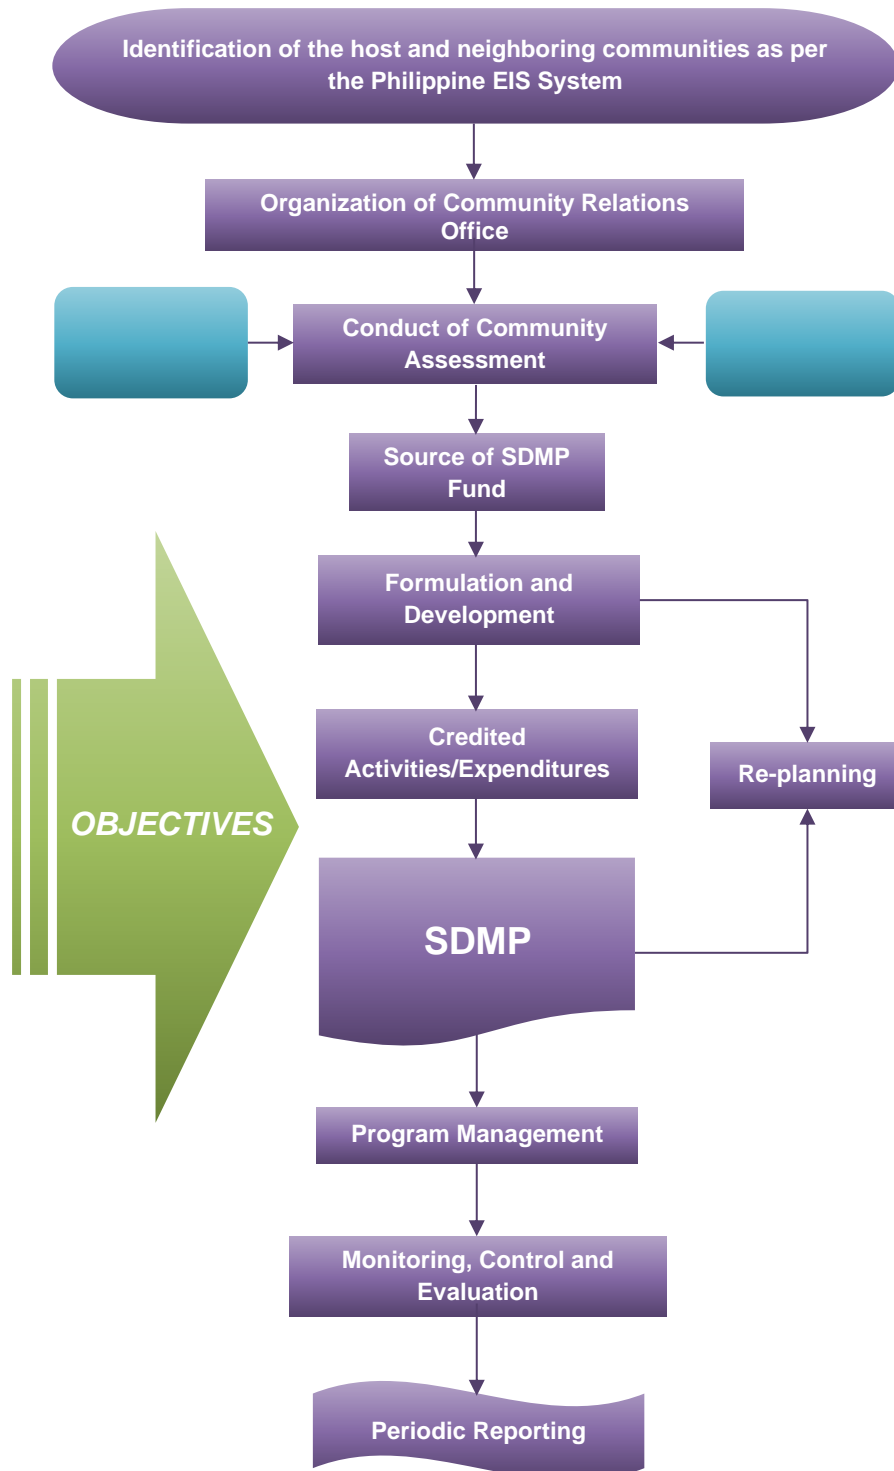 Identification of the host and neighboring communities as per
the Philippine EIS System
Organization of Community Relations
Office
Conduct of Community
Assessment
Source of SDMP
Fund
Formulation and
Development
Credited
Activities/Expenditures
Re-planning
OBJECTIVES
SDMP
Program Management
Monitoring, Control and
Evaluation
Periodic Reporting